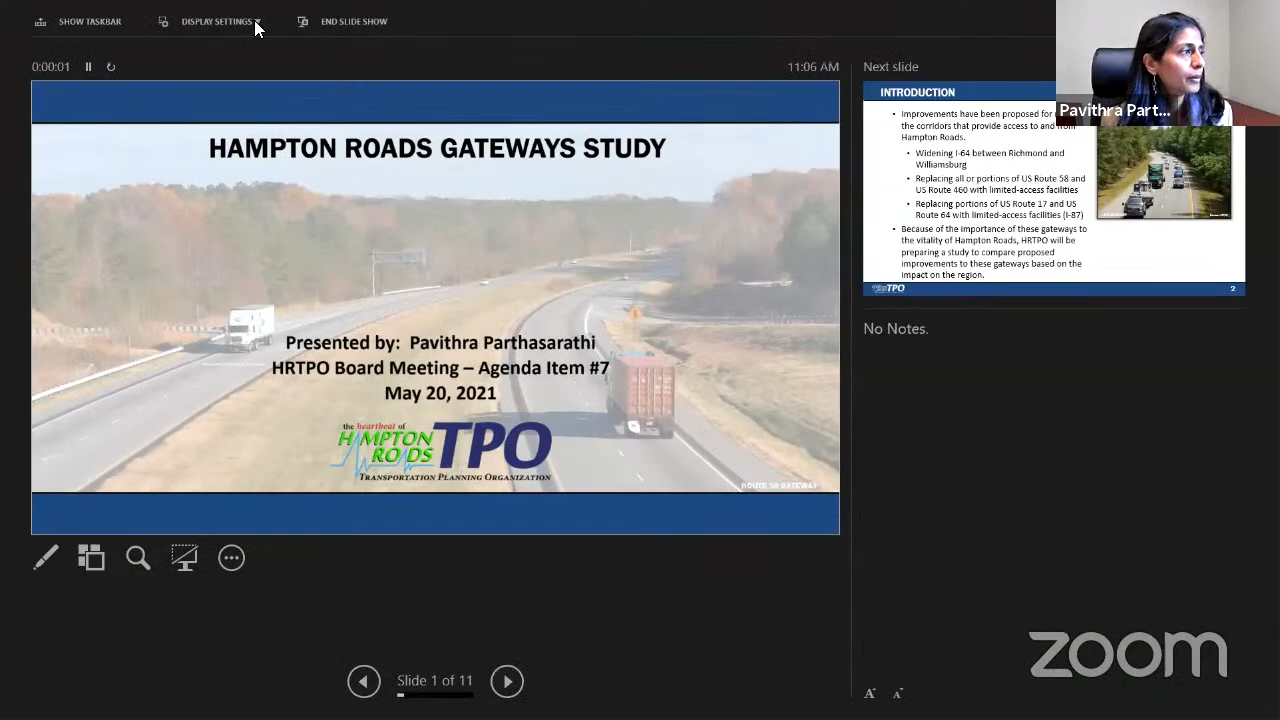 SHOW TASKBAR
DISPLAY SETTINGS
END SLIDE SHOW
0:00:01
11:06 AM
Next slide
HAMPTON ROADS GATEWAYS STUDY
Presented by: Pavithra Parthasarathi
HRTPO Board Meeting – Agenda Item #7
May 20, 2021
the heartbeat of
HAMPTON
ROADS
TPO
TRANSPORTATION PLANNING ORGANIZATION
ROUTE 58 GATEWAY
Slide 1 of 11
Pavithra Part...
INTRODUCTION
• Improvements have been proposed for
the corridors that provide access to and from
Hampton Roads.
• Widening I-64 between Richmond and
Williamsburg
• Replacing all or portions of US Route 58 and
US Route 460 with limited-access facilities
• Replacing portions of US Route 17 and US
Route 64 with limited-access facilities (I-87)
• Because of the importance of these gateways to
the vitality of Hampton Roads, HRTPO will be
preparing a study to compare proposed
improvements to these gateways based on the
impact on the region.
TPO
2
No Notes.
A
A
zoom